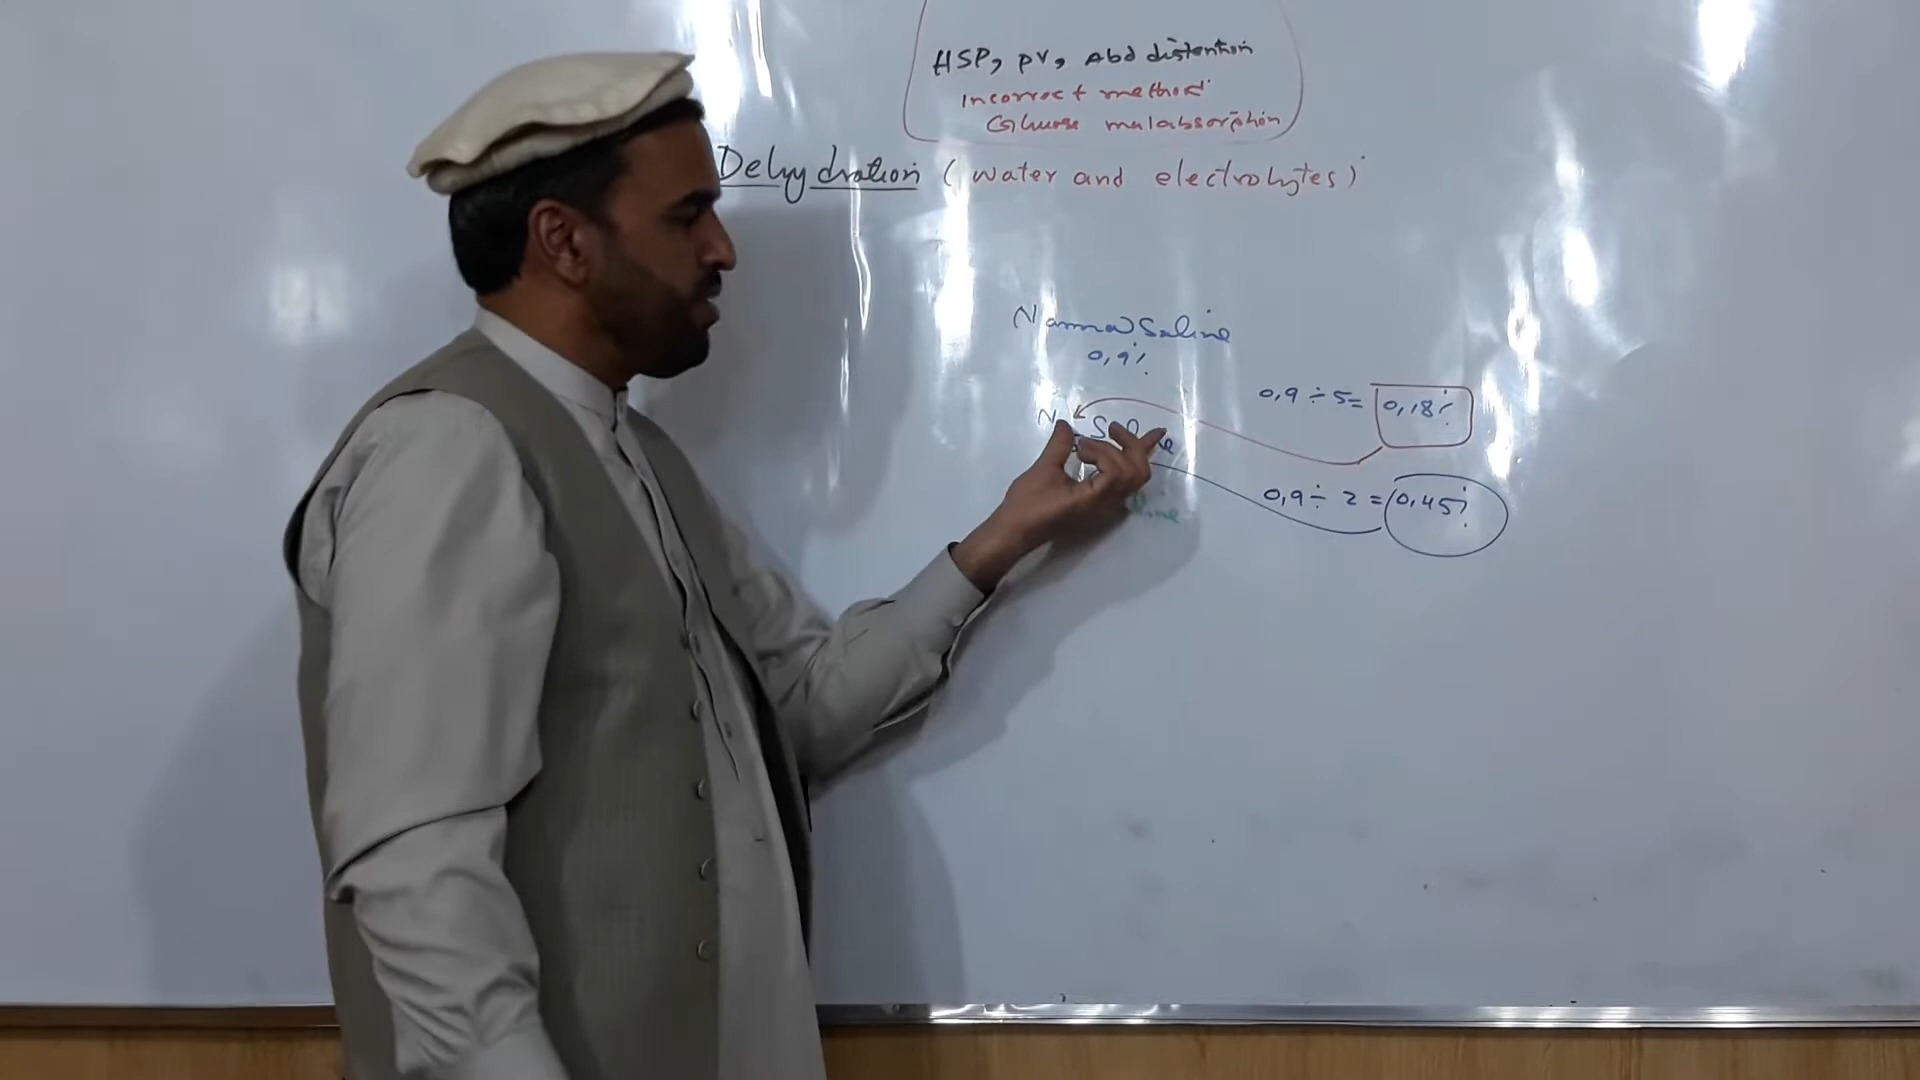 HSP, PV, Abd distention
Incorrect method
Glucose malabsorption
Dehydration (water and electrolytes)
Normal Saline
0,9%
0,9 ÷ 5 = 0,18%
N Saline
0,9 ÷ 2 = 0,45%